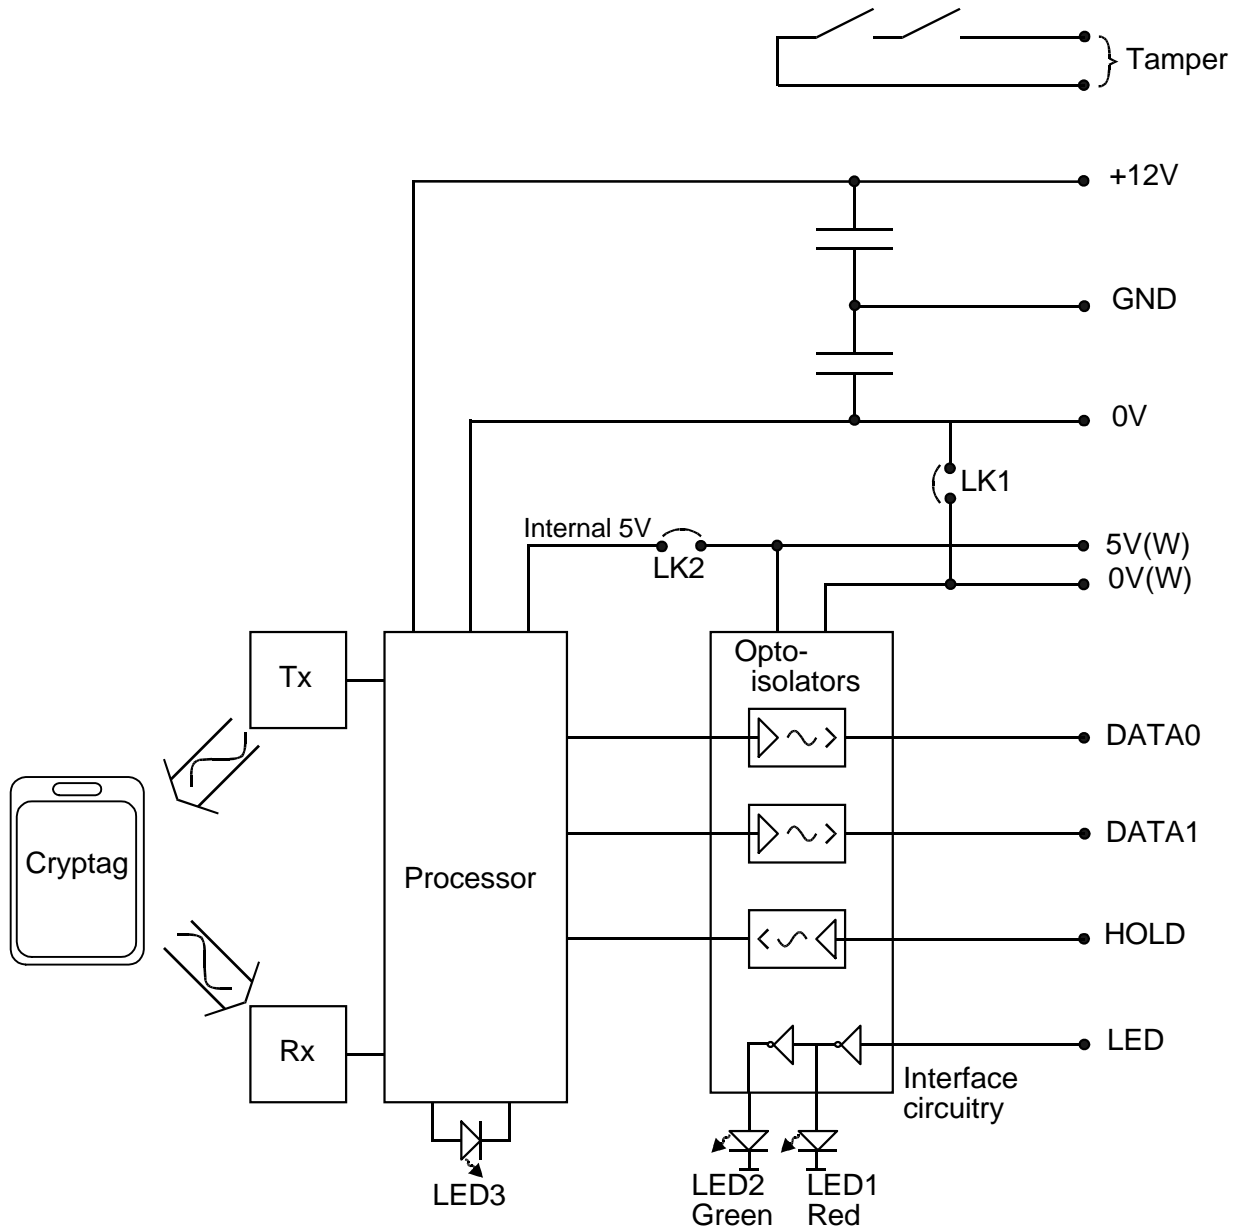 Tamper
+12V
GND
0V
LK1
Internal 5V
LK2
5V(W)
0V(W)
Tx
Opto-
isolators
DATA0
DATA1
Cryptag
Processor
HOLD
Rx
LED
Interface
circuitry
LED3
LED2
Green
LED1
Red